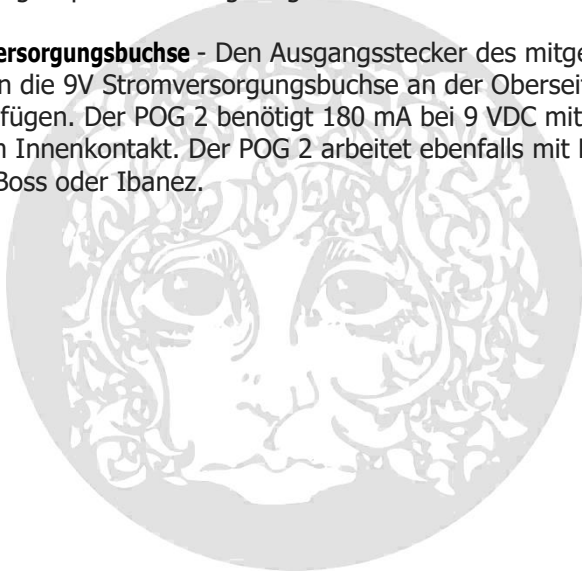 ersorgungsbuchse - Den Ausgangsstecker des mitge
n die 9V Stromversorgungsbuchse an der Oberseit
fügen. Der POG 2 benötigt 180 mA bei 9 VDC mit
n Innenkontakt. Der POG 2 arbeitet ebenfalls mit
Boss oder Ibanez.